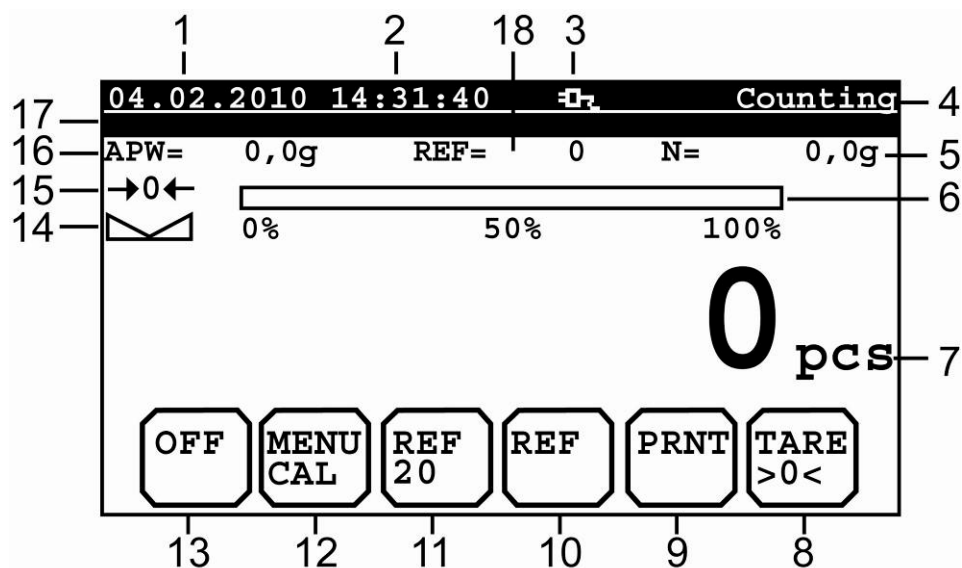 1 2 18 3
04.02.2010 14:31:40 Counting 4
17
16 APW= 0,0g REF= 0 N= 0,0g 5
15 →0← 6
14 0% 50% 100%
0 pcs 7
OFF MENU REF REF PRNT TARE
CAL 20 >0<
13 12 11 10 9 8